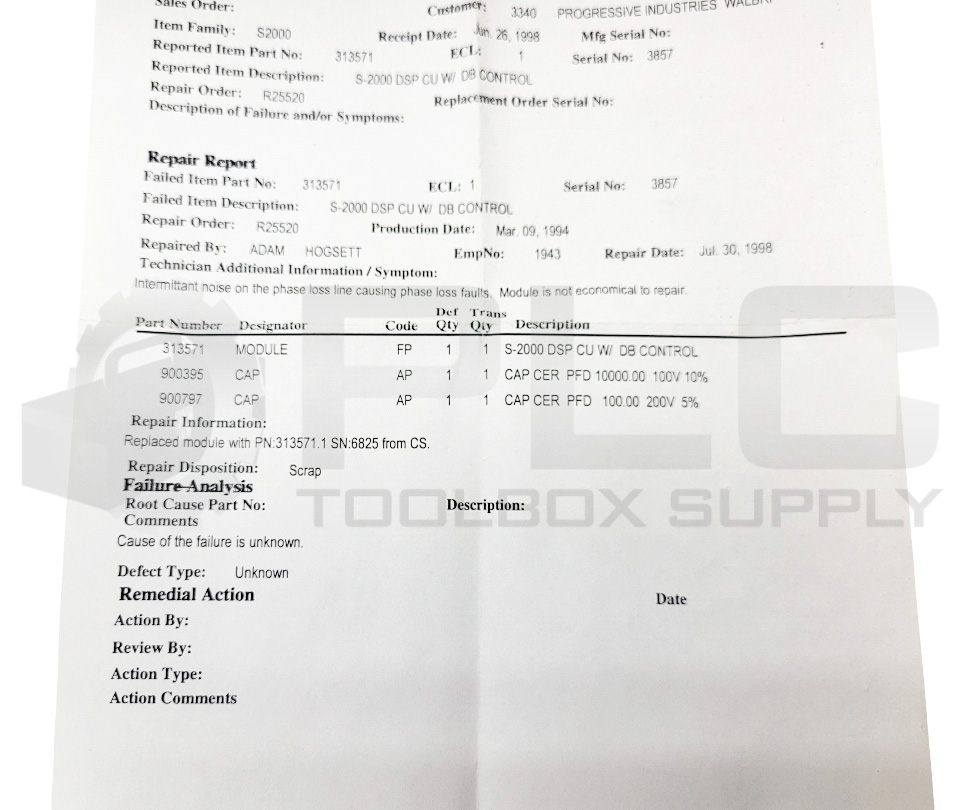 Sales Order: Customer: 3340 PROGRESSIVE INDUSTRIES
Item Family: S2000 Receipt Date: Jun. 26, 1998 Mfg Serial No:
Reported Item Part No: 313571 ECL: 1 Serial No: 3857
Reported Item Description: S-2000 DSP CU W/ DB CONTROL
Repair Order: R25520 Replacement Order Serial No:
Description of Failure and/or Symptoms:
Repair Report
Failed Item Part No: 313571 ECL: 1 Serial No: 3857
Failed Item Description: S-2000 DSP CU W/ DB CONTROL
Repair Order: R25520 Production Date: Mar. 09, 1994
Repaired By: ADAM HOGSETT EmpNo: 1943 Repair Date: Jul. 30, 1998
Technician Additional Information / Symptom:
Intermittant noise on the phase loss line causing phase loss faults. Module is not economical to repair.
Part Number Designator Code Def Qty Trans Qty Description
313571 MODULE FP 1 1 S-2000 DSP CU W/ DB CONTROL
900395 CAP AP 1 1 CAP CER PFD 10000.00 100V 10%
900797 CAP AP 1 1 CAP CER PFD 100.00 200V 5%
Repair Information:
Replaced module with PN:313571.1 SN:6825 from CS.
Repair Disposition: Scrap
Failure Analysis
Root Cause Part No: Description:
Comments
Cause of the failure is unknown.
Defect Type: Unknown
Remedial Action Date
Action By:
Review By:
Action Type:
Action Comments
PLC
TOOLBOX SUPPLY